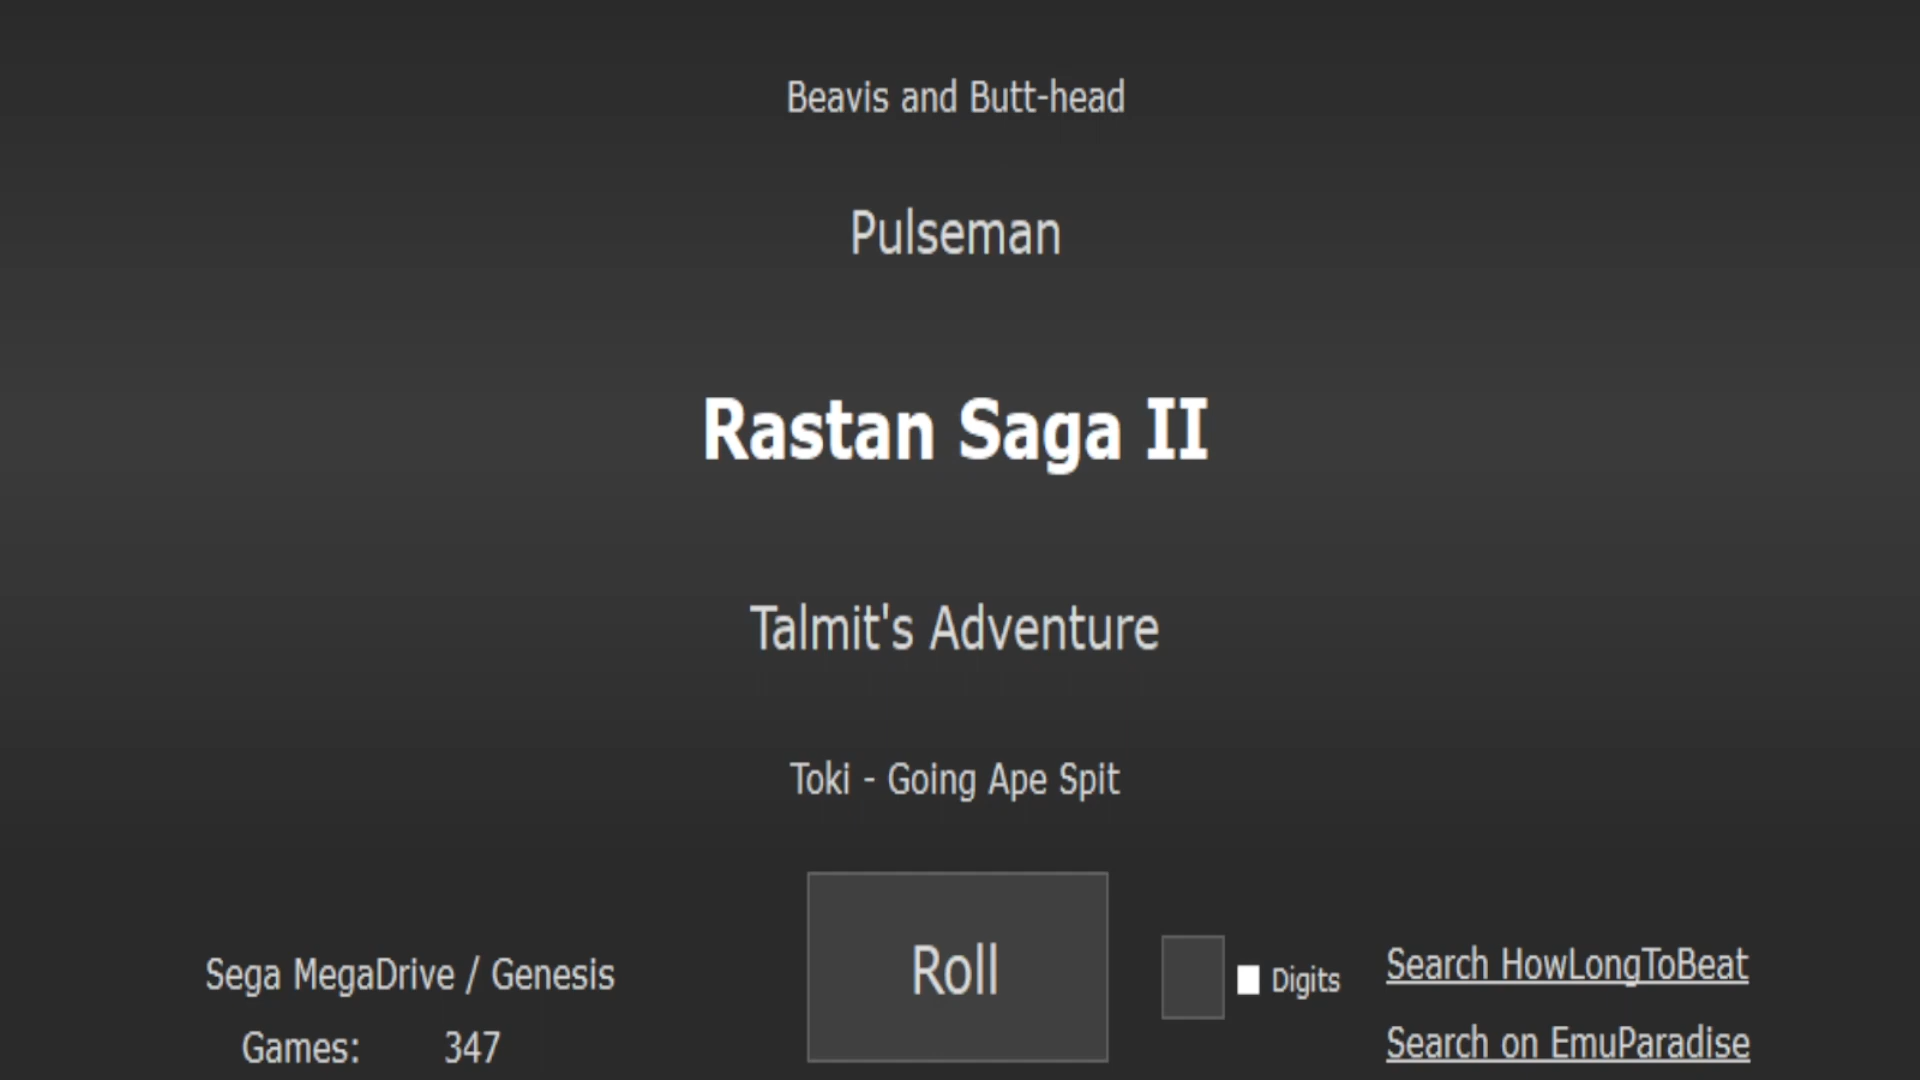 Beavis and Butt-head
Pulseman
Rastan Saga II
Talmit's Adventure
Toki - Going Ape Spit
Roll
Digits
Search HowLongToBeat
Sega MegaDrive / Genesis
Games: 347
Search on EmuParadise